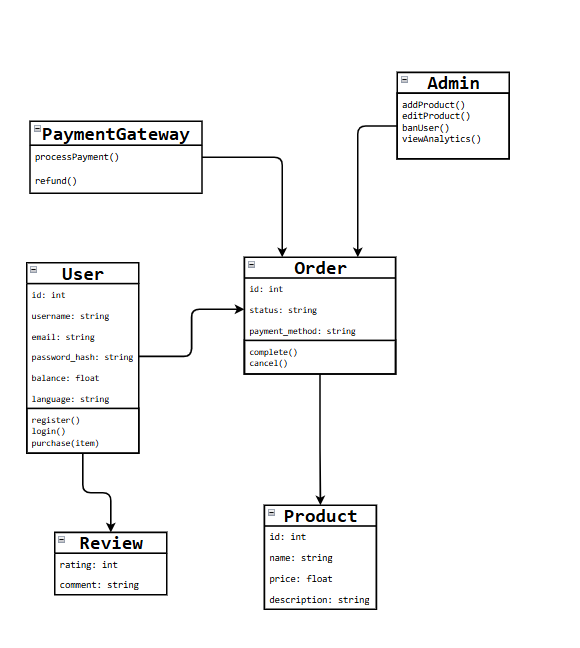 Admin
addProduct()
editProduct()
banUser()
viewAnalytics()
PaymentGateway
processPayment()
refund()
User
id: int
username: string
email: string
password_hash: string
balance: float
language: string
register()
login()
purchase(item)
Order
id: int
status: string
payment_method: string
complete()
cancel()
Review
rating: int
comment: string
Product
id: int
name: string
price: float
description: string